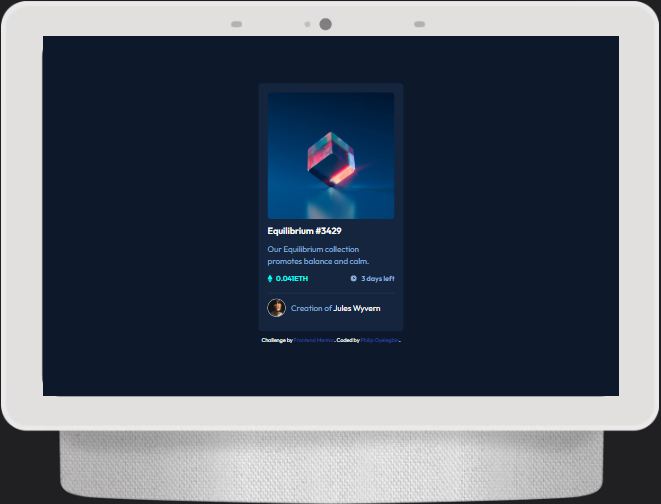 Equilibrium #3429
Our Equilibrium collection
promotes balance and calm.
0.041ETH
3 days left
Creation of Jules Wyvern
Challenge by Frontend Mentor. Coded by